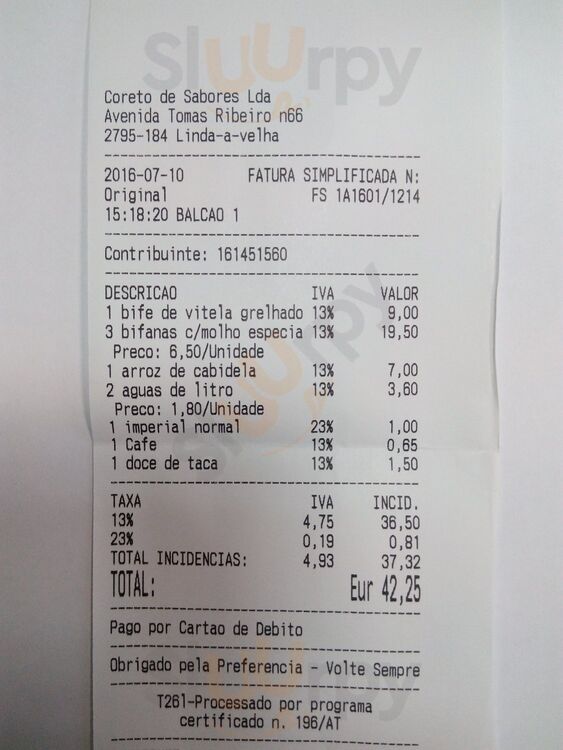 Sluurpy
Coreto de Sabores Lda
Avenida Tomas Ribeiro n66
2795-184 Linda-a-velha
2016-07-10 FATURA SIMPLIFICADA N:
Original FS 1A1601/1214
15:18:20 BALCAO 1
Contribuinte: 161451560
DESCRICAO IVA VALOR
1 bife de vitela grelhado 13% 9,00
3 bifanas c/molho especia 13% 19,50
Preco: 6,50/Unidade
1 arroz de cabidela 13% 7,00
2 aguas de litro 13% 3,60
Preco: 1,80/Unidade
1 imperial normal 23% 1,00
1 Cafe 13% 0,65
1 doce de taca 13% 1,50
TAXA IVA INCID.
13% 4,75 36,50
23% 0,19 0,81
TOTAL INCIDENCIAS: 4,93 37,32
TOTAL: Eur 42,25
Pago por Cartao de Debito
Obrigado pela Preferencia - Volte Sempre
T26l-Processado por programa
certificado n. 196/AT